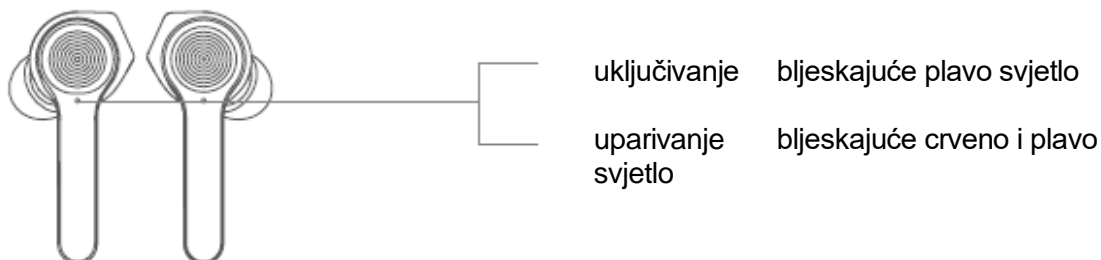 uključivanje bljeskajuće plavo svjetlo
uparivanje bljeskajuće crveno i plavo
svjetlo